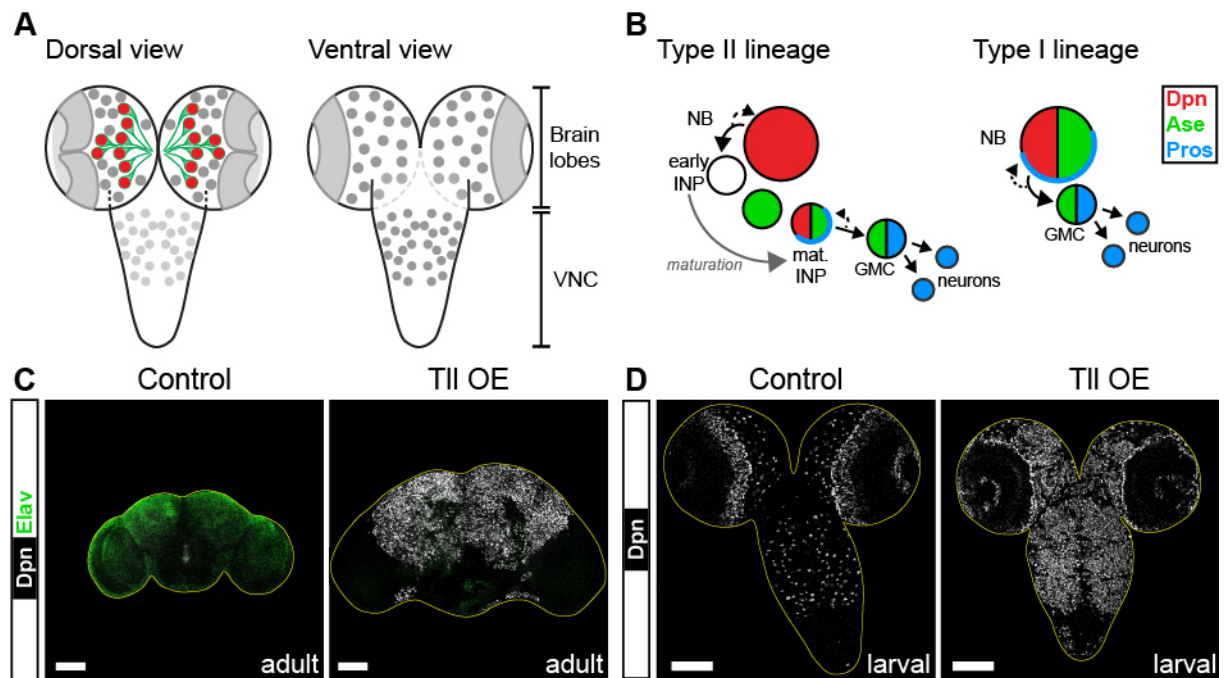 A
Dorsal view
Ventral view
Brain
lobes
VNC
B
Type II lineage
Type I lineage
NB
early
INP
maturation
mat.
INP
GMC
neurons
NB
GMC
neurons
Dpn
Ase
Pros
C
Control
Tll OE
Dpn Elav
adult
adult
D
Control
Tll OE
Dpn
larval
larval